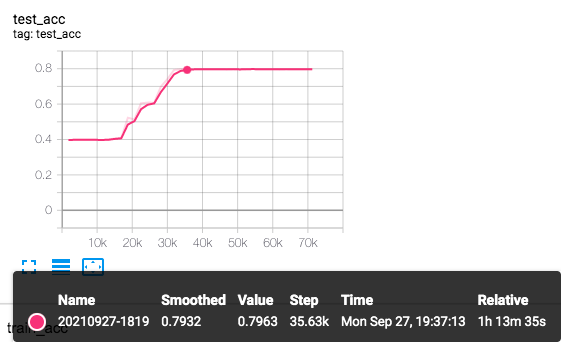 test_acc
tag: test_acc
0.8
0.6
0.4
0.2
0
10k 20k 30k 40k 50k 60k 70k
Name Smoothed Value Step Time Relative
20210927-1819 0.7932 0.7963 35.63k Mon Sep 27, 19:37:13 1h 13m 35s
train_acc